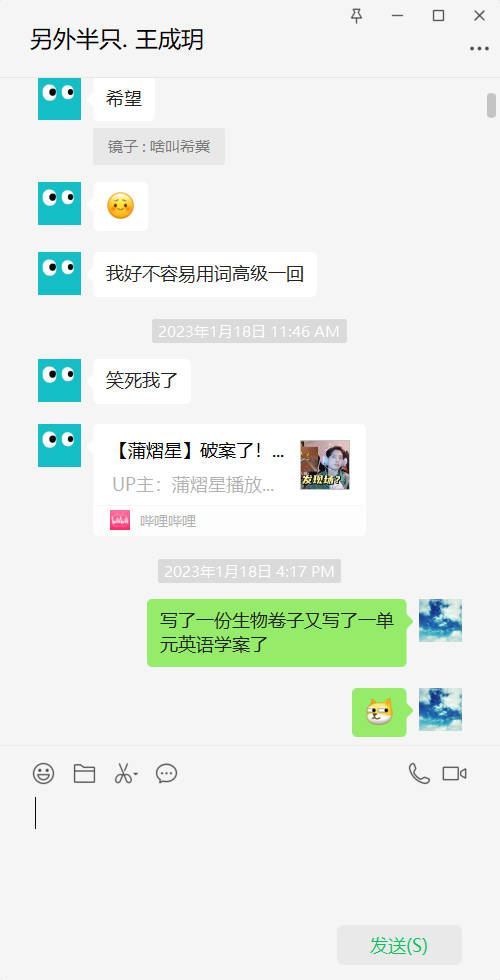 另外半只. 王成玥
希望
镜子 : 啥叫希冀
我好不容易用词高级一回
2023年1月18日 11:46 AM
笑死我了
【蒲熠星】破案了！...
UP主：蒲熠星播放...
发现场？
哔哩哔哩
2023年1月18日 4:17 PM
写了一份生物卷子又写了一单
元英语学案了
发送(S)